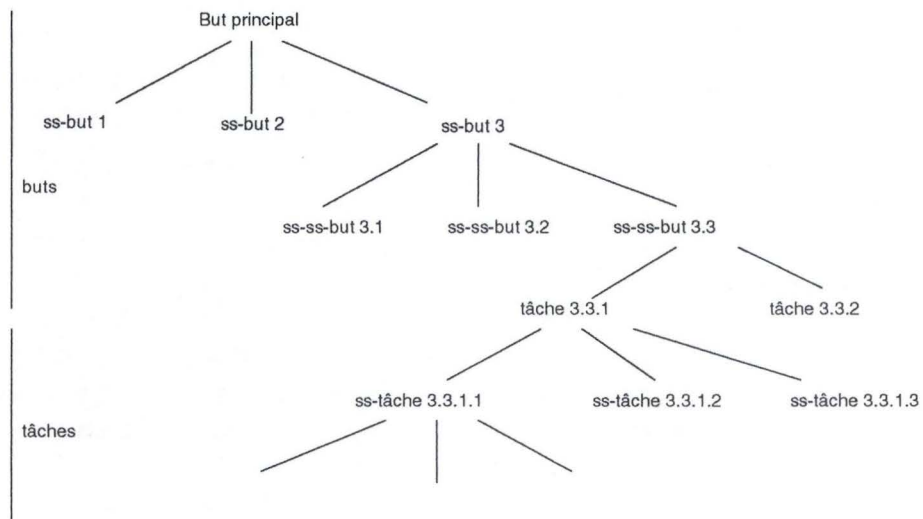 But principal
ss-but 1 ss-but 2 ss-but 3
buts
ss-ss-but 3.1 ss-ss-but 3.2 ss-ss-but 3.3
tâche 3.3.1 tâche 3.3.2
ss-tâche 3.3.1.1 ss-tâche 3.3.1.2 ss-tâche 3.3.1.3
tâches